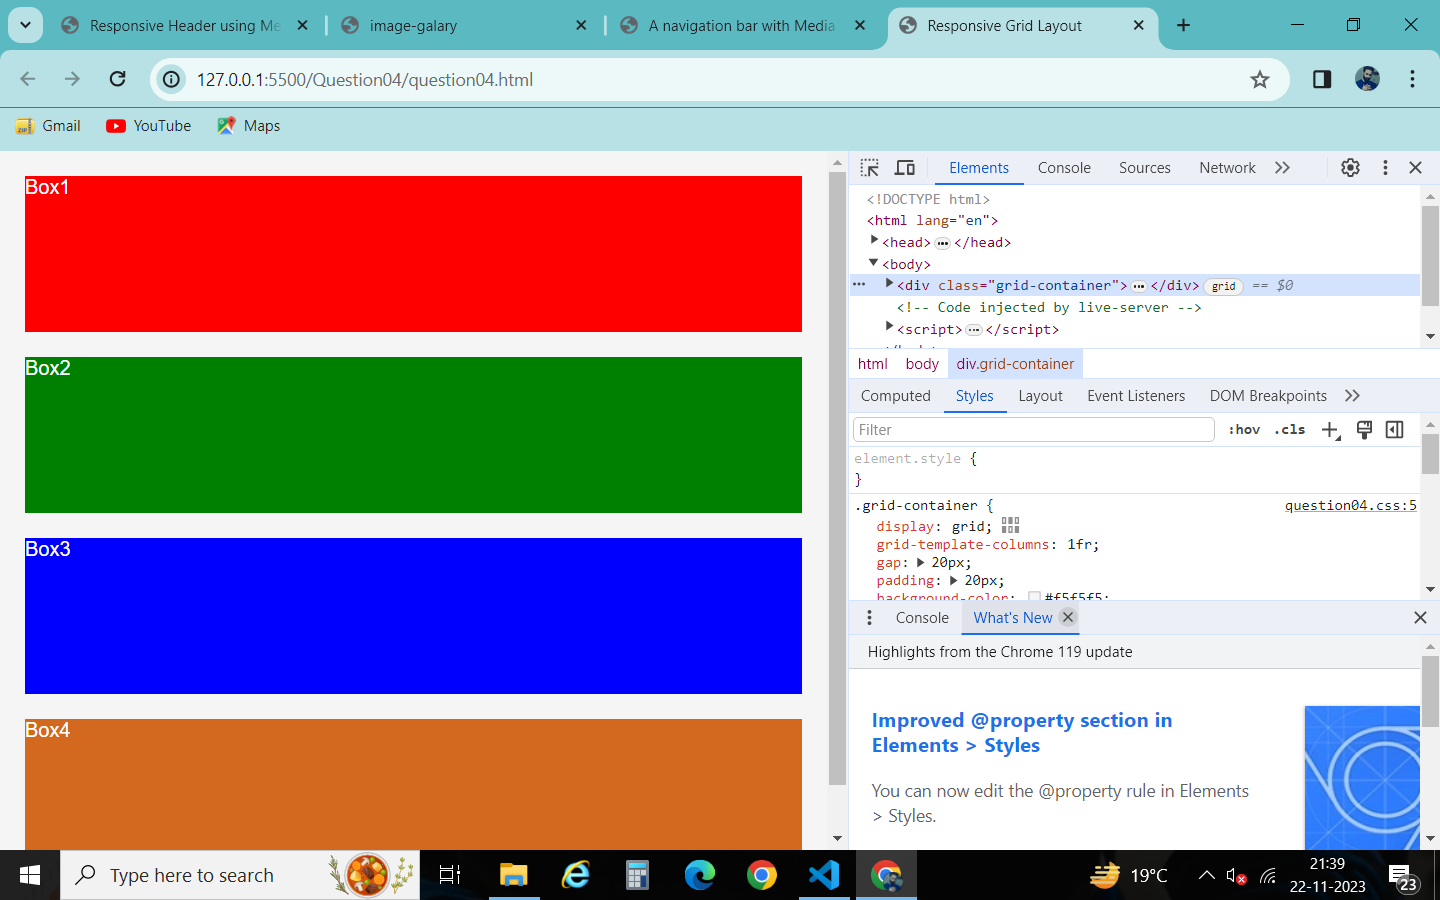 Responsive Header using Me
image-galary
A navigation bar with Media
Responsive Grid Layout
127.0.0.1:5500/Question04/question04.html
Gmail
YouTube
Maps
Box1
Box2
Box3
Box4
Elements
Console
Sources
Network
<!DOCTYPE html>
<html lang="en">
<head> ••• </head>
<body>
••• <div class="grid-container"> ••• </div> grid == $0
<!-- Code injected by live-server -->
<script> ••• </script>
html body div.grid-container
Computed Styles Layout Event Listeners DOM Breakpoints
Filter :hov .cls
element.style {
}
.grid-container { question04.css:5
display: grid;
grid-template-columns: 1fr;
gap: 20px;
padding: 20px;
background-color: #f5f5f5;
Console What's New
Highlights from the Chrome 119 update
Improved @property section in
Elements > Styles
You can now edit the @property rule in Elements
> Styles.
Type here to search
19°C
21:39
22-11-2023
23